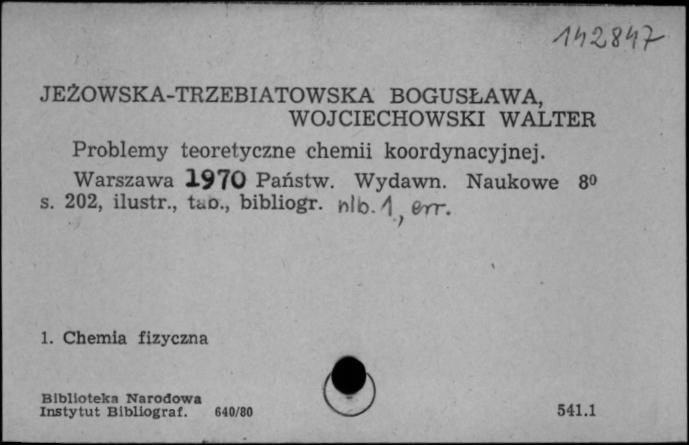 142847
JEŻOWSKA-TRZEBIATOWSKA BOGUSŁAWA,
WOJCIECHOWSKI WALTER
Problemy teoretyczne chemii koordynacyjnej.
Warszawa 1970 Państw. Wydawn. Naukowe 8⁰
s. 202, ilustr., tab., bibliogr. nlb. 1, err.
1. Chemia fizyczna
Biblioteka Narodowa
Instytut Bibliograf. 640/80
541.1